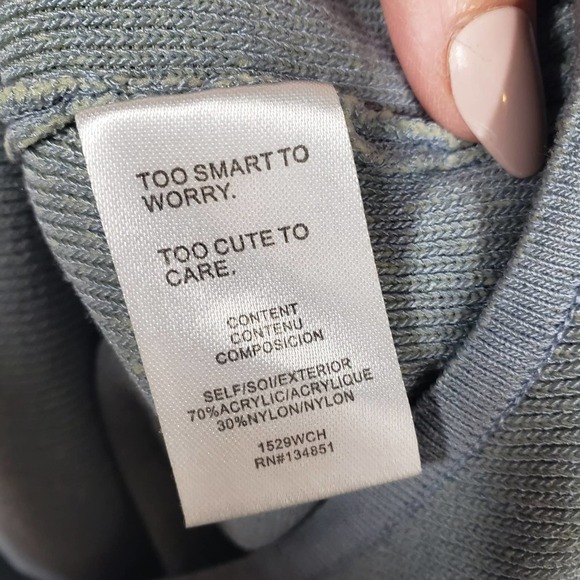 TOO SMART TO
WORRY.
TOO CUTE TO
CARE.
CONTENT
CONTENU
COMPOSICION
SELF/SOI/EXTERIOR
70%ACRYLIC/ACRYLIQUE
30%NYLON/NYLON
1529WCH
RN#134851